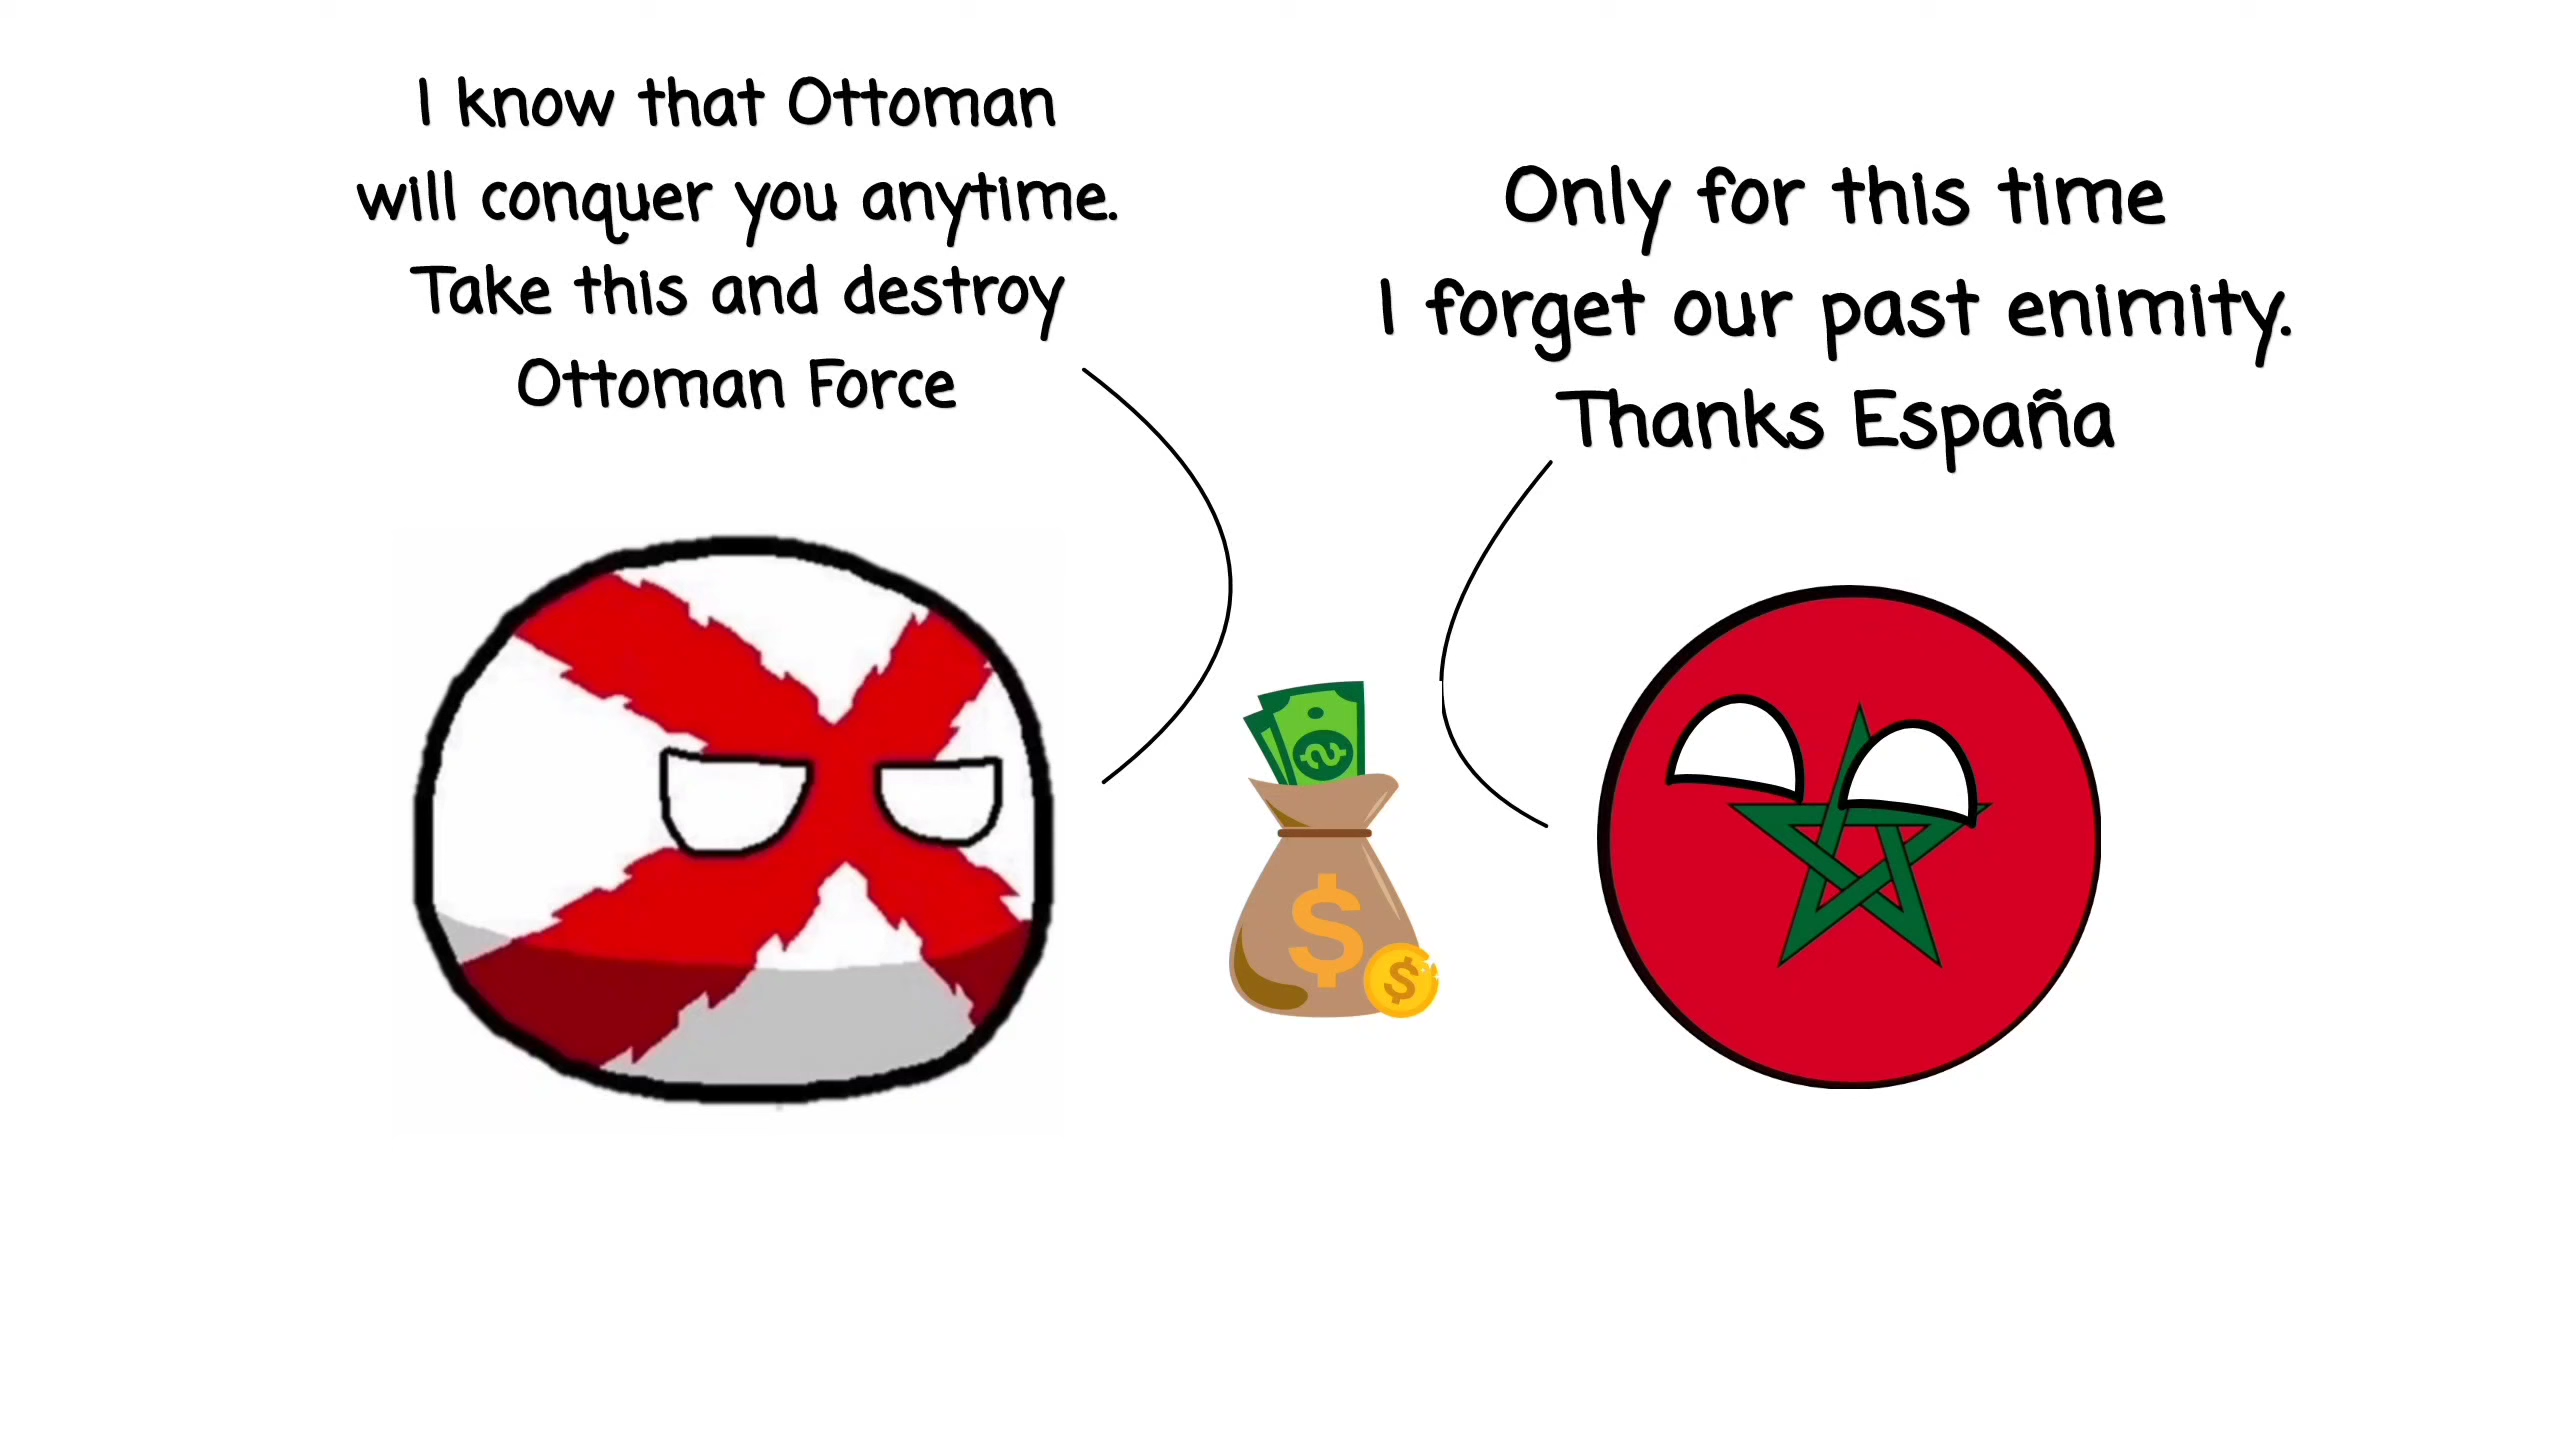 I know that Ottoman
will conquer you anytime.
Take this and destroy
Ottoman Force
Only for this time
I forget our past enimity.
Thanks España
$
$